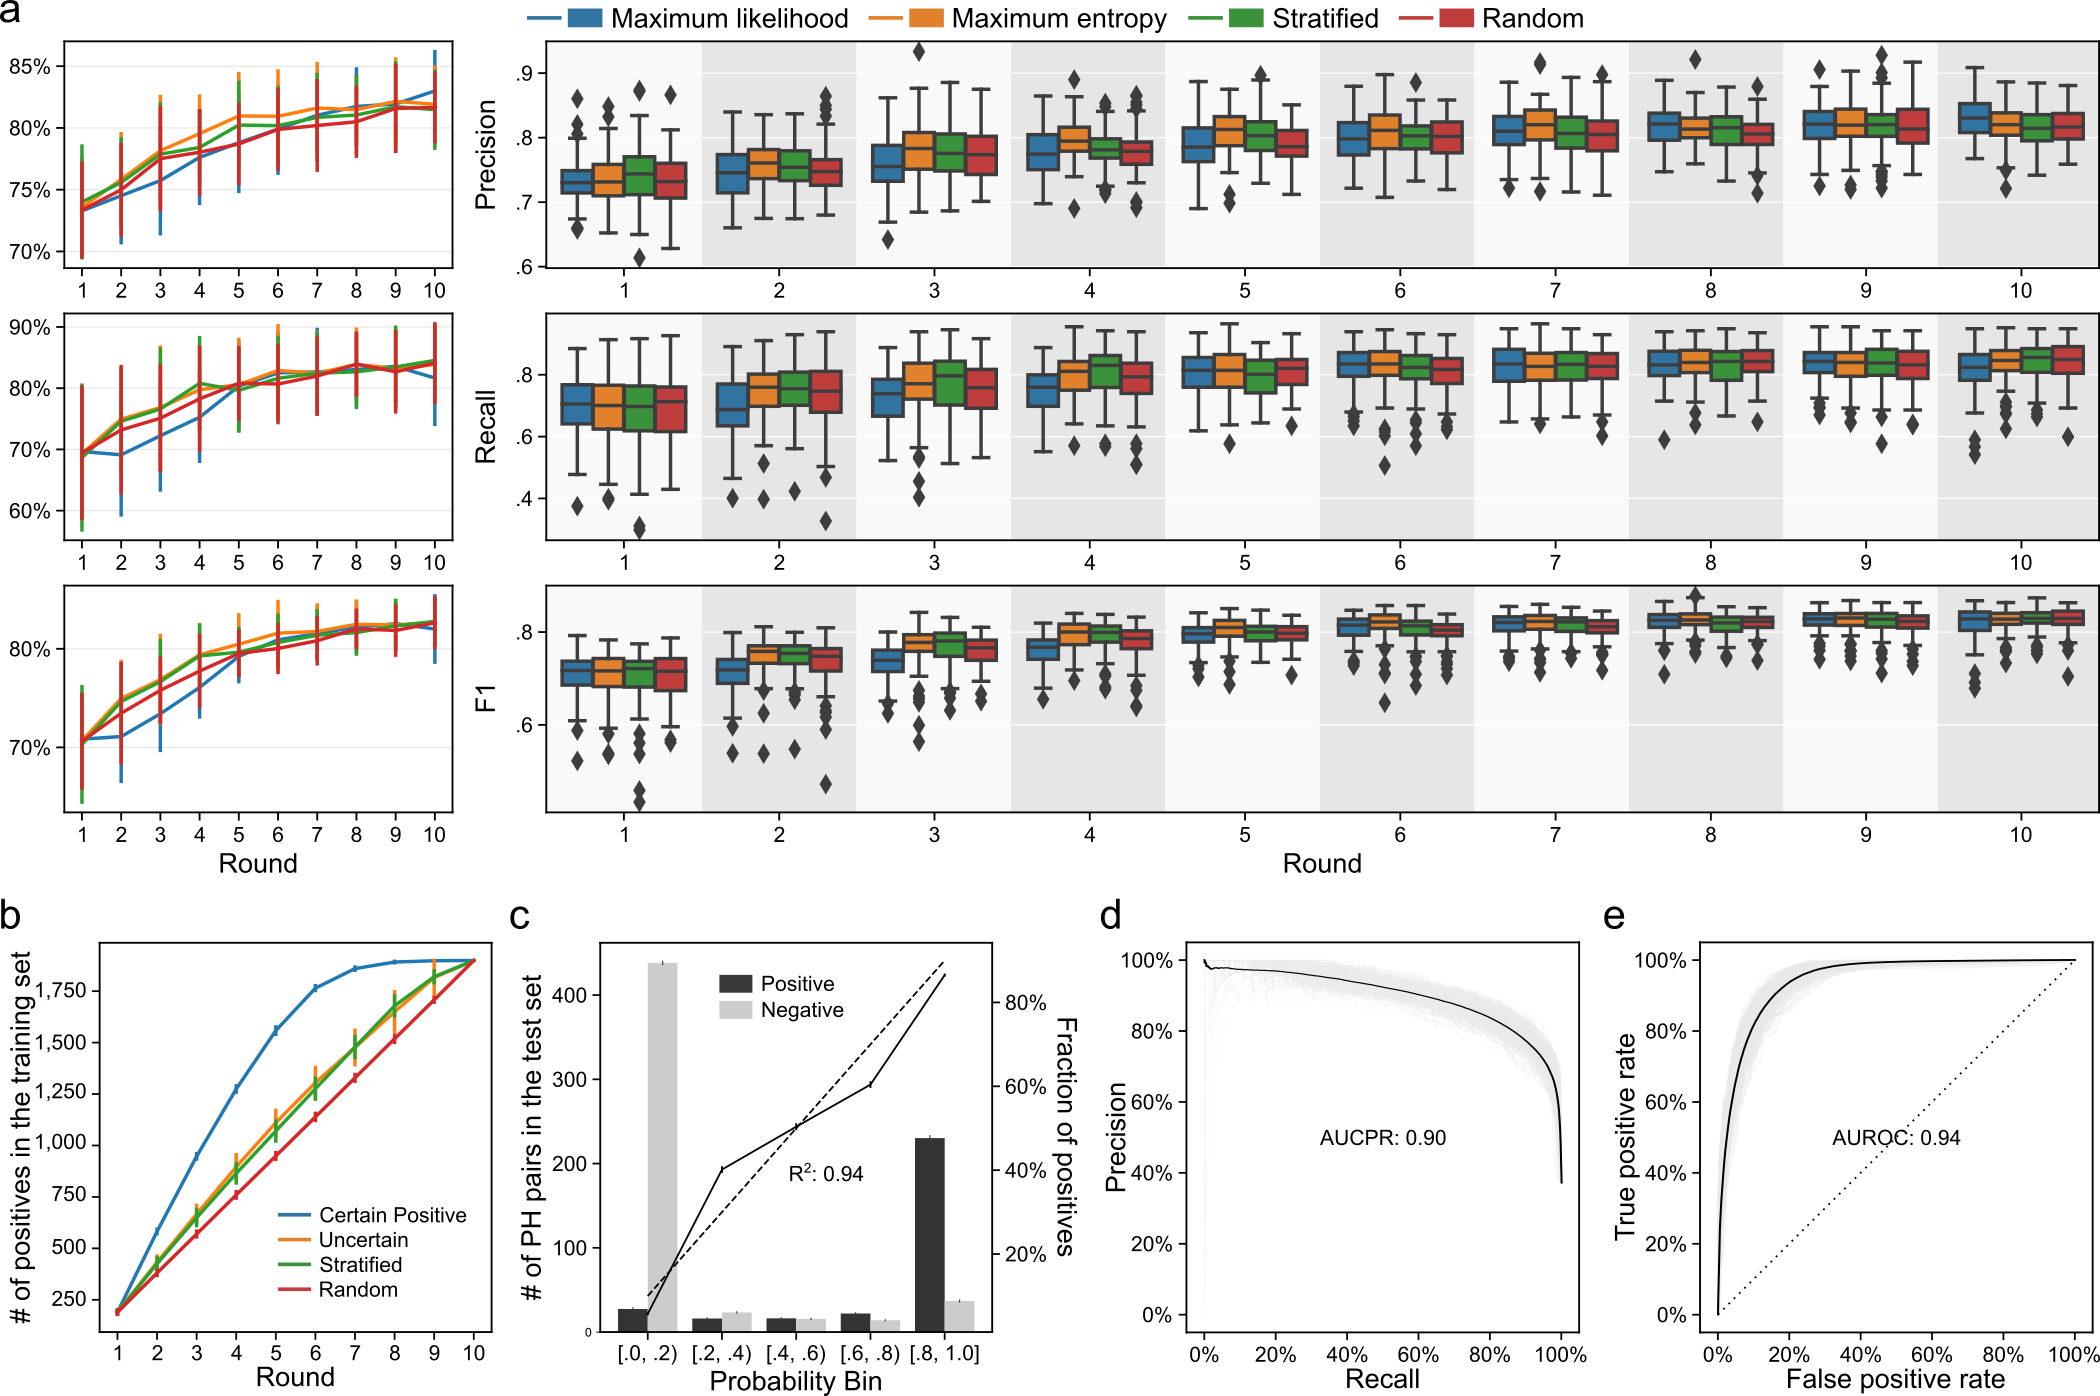 a
Maximum likelihood Maximum entropy Stratified Random
85%
80%
75%
70%
1 2 3 4 5 6 7 8 9 10
Precision
.9
.8
.7
.6
1 2 3 4 5 6 7 8 9 10
90%
80%
70%
60%
1 2 3 4 5 6 7 8 9 10
Recall
.8
.6
.4
1 2 3 4 5 6 7 8 9 10
80%
70%
1 2 3 4 5 6 7 8 9 10
Round
F1
.8
.6
1 2 3 4 5 6 7 8 9 10
Round
b
# of positives in the training set
1,750
1,500
1,250
1,000
750
500
250
Certain Positive
Uncertain
Stratified
Random
1 2 3 4 5 6 7 8 9 10
Round
c
# of PH pairs in the test set
400
300
200
100
0
Positive
Negative
R²: 0.94
80%
60%
40%
20%
Fraction of positives
[.0, .2) [.2, .4) [.4, .6) [.6, .8) [.8, 1.0]
Probability Bin
d
Precision
100%
80%
60%
40%
20%
0%
AUCPR: 0.90
0% 20% 40% 60% 80% 100%
Recall
e
True positive rate
100%
80%
60%
40%
20%
0%
AUROC: 0.94
0% 20% 40% 60% 80% 100%
False positive rate